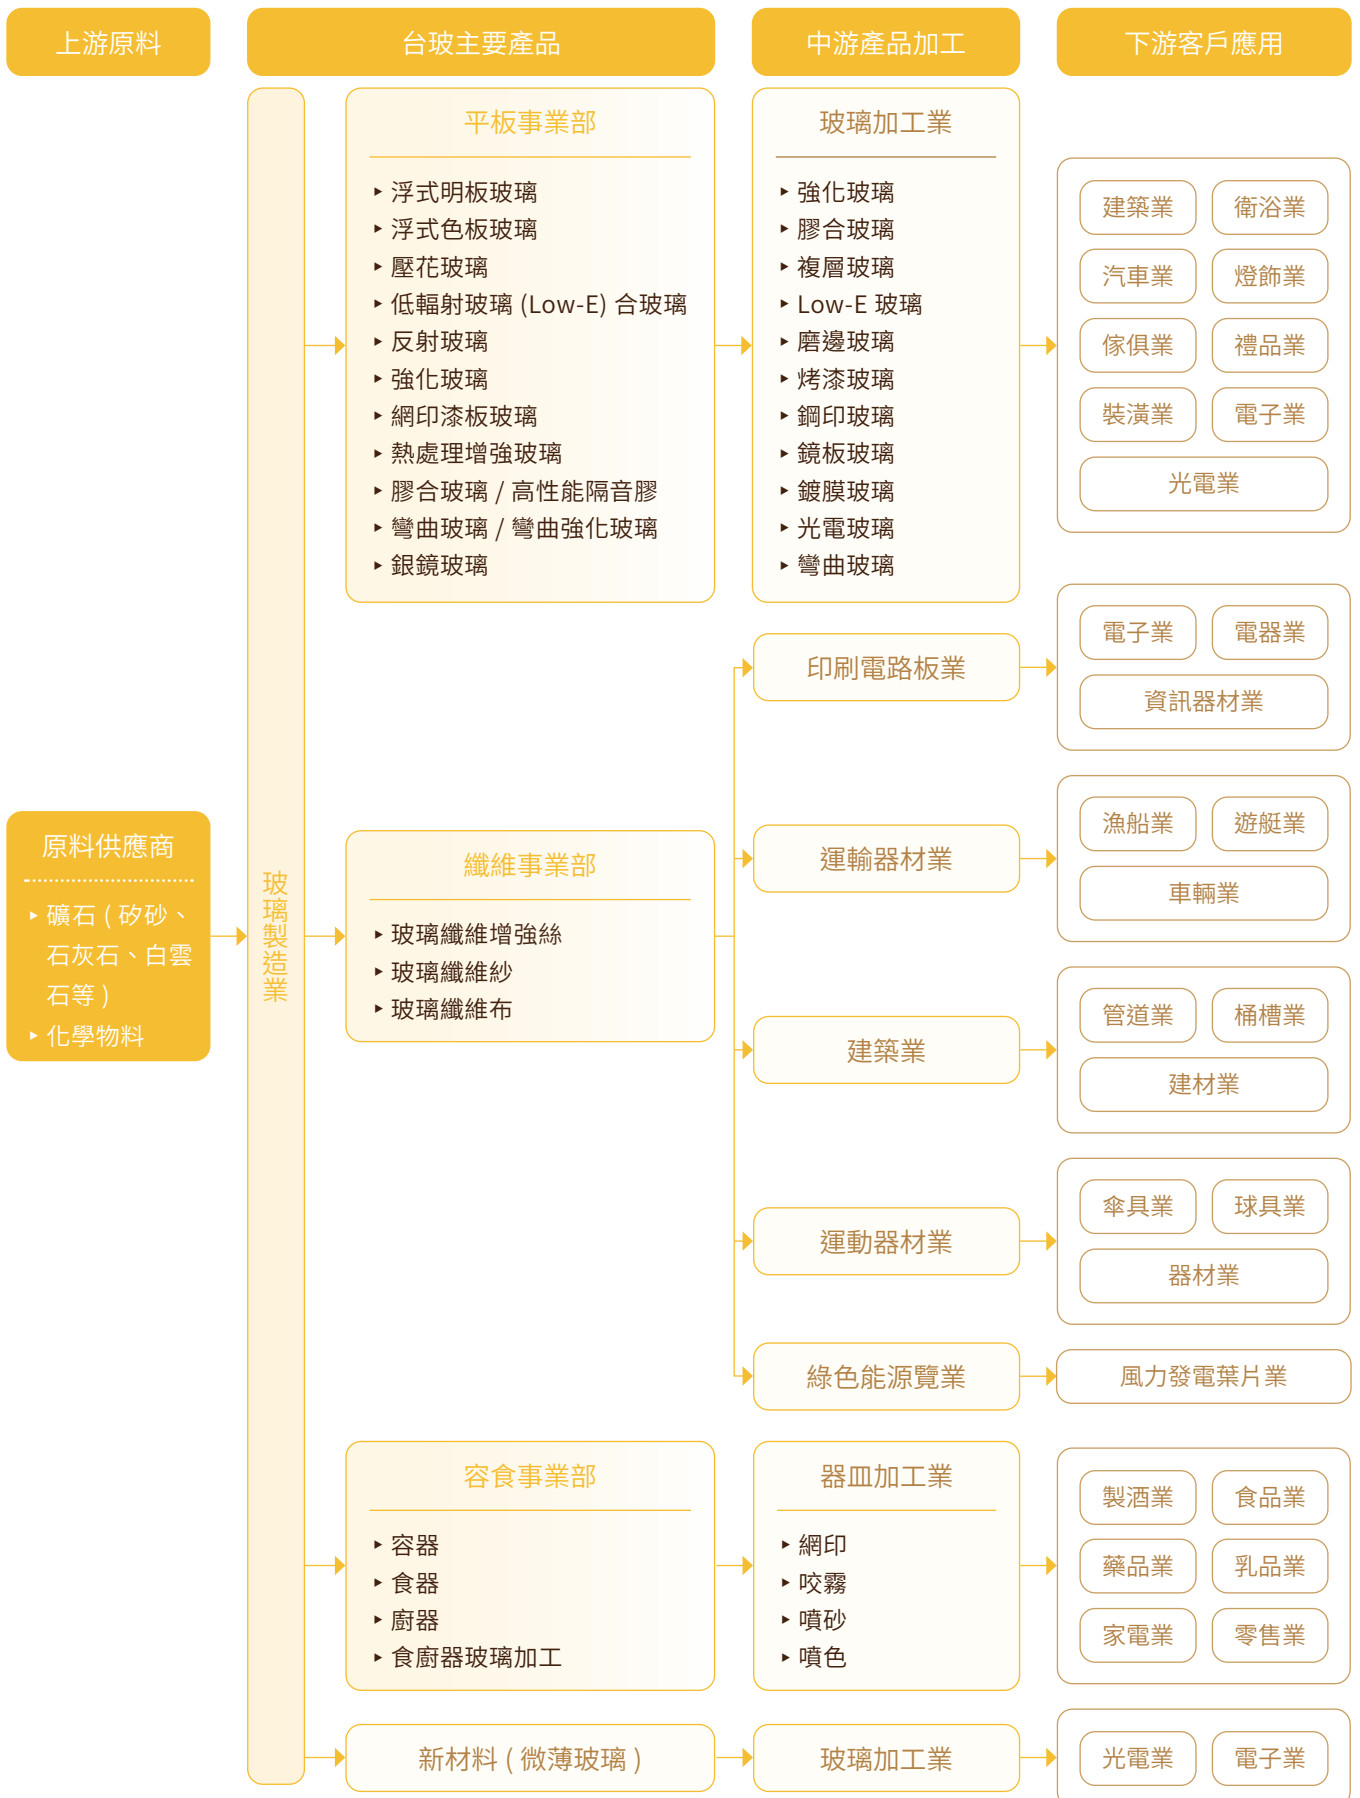 上游原料
台玻主要產品
中游產品加工
下游客戶應用
原料供應商
▸ 礦石 ( 矽砂、
石灰石、白雲
石等 )
▸ 化學物料
玻璃製造業
平板事業部
▸ 浮式明板玻璃
▸ 浮式色板玻璃
▸ 壓花玻璃
▸ 低輻射玻璃 (Low-E) 合玻璃
▸ 反射玻璃
▸ 強化玻璃
▸ 網印漆板玻璃
▸ 熱處理增強玻璃
▸ 膠合玻璃 / 高性能隔音膠
▸ 彎曲玻璃 / 彎曲強化玻璃
▸ 銀鏡玻璃
玻璃加工業
▸ 強化玻璃
▸ 膠合玻璃
▸ 複層玻璃
▸ Low-E 玻璃
▸ 磨邊玻璃
▸ 烤漆玻璃
▸ 鋼印玻璃
▸ 鏡板玻璃
▸ 鍍膜玻璃
▸ 光電玻璃
▸ 彎曲玻璃
建築業
衛浴業
汽車業
燈飾業
傢俱業
禮品業
裝潢業
電子業
光電業
纖維事業部
▸ 玻璃纖維增強絲
▸ 玻璃纖維紗
▸ 玻璃纖維布
印刷電路板業
電子業
電器業
資訊器材業
運輸器材業
漁船業
遊艇業
車輛業
建築業
管道業
桶槽業
建材業
運動器材業
傘具業
球具業
器材業
綠色能源覽業
風力發電葉片業
容食事業部
▸ 容器
▸ 食器
▸ 廚器
▸ 食廚器玻璃加工
器皿加工業
▸ 網印
▸ 咬霧
▸ 噴砂
▸ 噴色
製酒業
食品業
藥品業
乳品業
家電業
零售業
新材料 ( 微薄玻璃 )
玻璃加工業
光電業
電子業